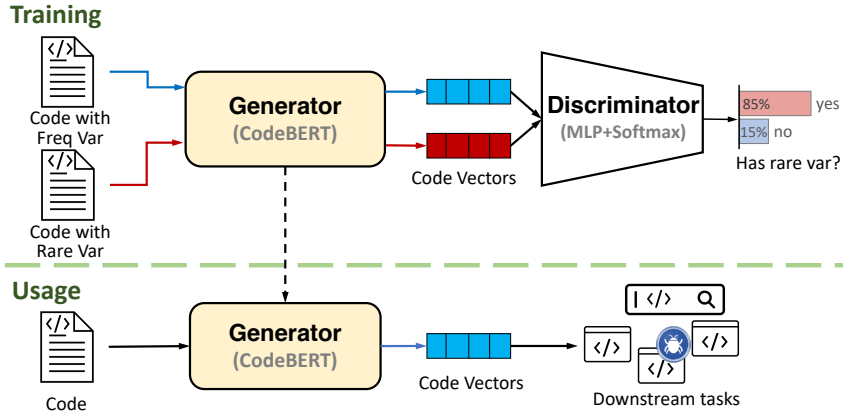 Training
</>
Code with
Freq Var
</>
Code with
Rare Var
Generator
(CodeBERT)
Code Vectors
Discriminator
(MLP+Softmax)
85% yes
15% no
Has rare var?
Usage
</>
Code
Generator
(CodeBERT)
Code Vectors
</>
</>
</>
</>
Downstream tasks